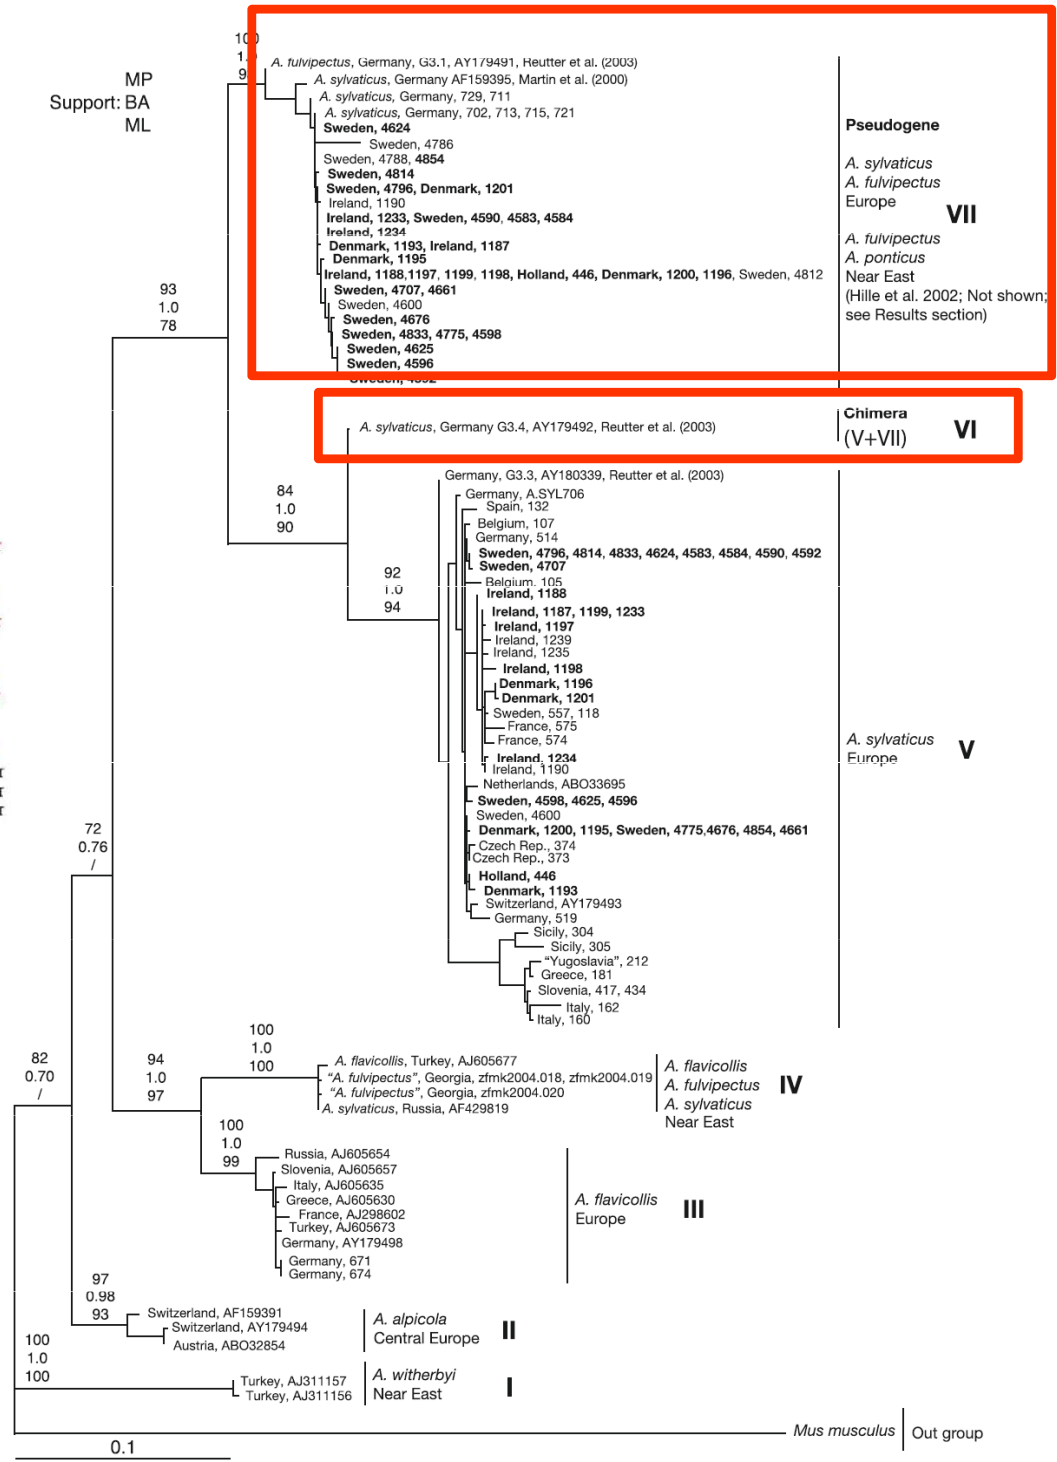 MP
Support: BA
ML
100
1.0
A. fulvipectus, Germany, G3.1, AY179491, Reutter et al. (2003)
A. sylvaticus, Germany AF159395, Martin et al. (2000)
A. sylvaticus, Germany, 729, 711
A. sylvaticus, Germany, 702, 713, 715, 721
Sweden, 4624
Sweden, 4786
Sweden, 4788, 4854
Sweden, 4814
Sweden, 4796, Denmark, 1201
Ireland, 1190
Ireland, 1233, Sweden, 4590, 4583, 4584
Ireland, 1234
Denmark, 1193, Ireland, 1187
Denmark, 1195
Ireland, 1188,1197, 1199, 1198, Holland, 446, Denmark, 1200, 1196, Sweden, 4812
Sweden, 4707, 4661
Sweden, 4600
Sweden, 4676
Sweden, 4833, 4775, 4598
Sweden, 4625
Sweden, 4596
Sweden, 4592
Pseudogene
A. sylvaticus
A. fulvipectus
Europe
VII
A. fulvipectus
A. ponticus
Near East
(Hille et al. 2002; Not shown;
see Results section)
93
1.0
78
A. sylvaticus, Germany G3.4, AY179492, Reutter et al. (2003)
Chimera
(V+VII)
VI
84
1.0
90
92
1.0
94
Germany, G3.3, AY180339, Reutter et al. (2003)
Germany, A.SYL706
Spain, 132
Belgium, 107
Germany, 514
Sweden, 4796, 4814, 4833, 4624, 4583, 4584, 4590, 4592
Sweden, 4707
Belgium, 105
Ireland, 1188
Ireland, 1187, 1199, 1233
Ireland, 1197
Ireland, 1239
Ireland, 1235
Ireland, 1198
Denmark, 1196
Denmark, 1201
Sweden, 557, 118
France, 575
France, 574
Ireland, 1234
Ireland, 1190
Netherlands, ABO33695
Sweden, 4598, 4625, 4596
Sweden, 4600
Denmark, 1200, 1195, Sweden, 4775,4676, 4854, 4661
Czech Rep., 374
Czech Rep., 373
Holland, 446
Denmark, 1193
Switzerland, AY179493
Germany, 519
Sicily, 304
Sicily, 305
"Yugoslavia", 212
Greece, 181
Slovenia, 417, 434
Italy, 162
Italy, 160
A. sylvaticus
Europe
V
72
0.76
/
82
0.70
/
94
1.0
97
100
1.0
100
A. flavicollis, Turkey, AJ605677
"A. fulvipectus", Georgia, zfmk2004.018, zfmk2004.019
"A. fulvipectus", Georgia, zfmk2004.020
A. sylvaticus, Russia, AF429819
A. flavicollis
A. fulvipectus
A. sylvaticus
Near East
IV
100
1.0
99
Russia, AJ605654
Slovenia, AJ605657
Italy, AJ605635
Greece, AJ605630
France, AJ298602
Turkey, AJ605673
Germany, AY179498
Germany, 671
Germany, 674
A. flavicollis
Europe
III
97
0.98
93
Switzerland, AF159391
Switzerland, AY179494
Austria, ABO32854
A. alpicola
Central Europe
II
100
1.0
100
Turkey, AJ311157
Turkey, AJ311156
A. witherbyi
Near East
I
Mus musculus
Out group
0.1